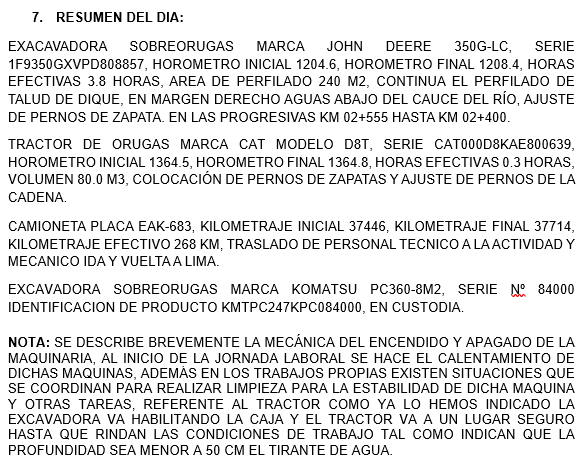 7. RESUMEN DEL DIA:
EXACAVADORA SOBREORUGAS MARCA JOHN DEERE 350G-LC, SERIE
1F9350GXVPD808857, HOROMETRO INICIAL 1204.6, HOROMETRO FINAL 1208.4, HORAS
EFECTIVAS 3.8 HORAS, AREA DE PERFILADO 240 M2, CONTINUA EL PERFILADO DE
TALUD DE DIQUE, EN MARGEN DERECHO AGUAS ABAJO DEL CAUCE DEL RÍO, AJUSTE
DE PERNOS DE ZAPATA. EN LAS PROGRESIVAS KM 02+555 HASTA KM 02+400.
TRACTOR DE ORUGAS MARCA CAT MODELO D8T, SERIE CAT000D8KAE800639,
HOROMETRO INICIAL 1364.5, HOROMETRO FINAL 1364.8, HORAS EFECTIVAS 0.3 HORAS,
VOLUMEN 80.0 M3, COLOCACIÓN DE PERNOS DE ZAPATAS Y AJUSTE DE PERNOS DE LA
CADENA.
CAMIONETA PLACA EAK-683, KILOMETRAJE INICIAL 37446, KILOMETRAJE FINAL 37714,
KILOMETRAJE EFECTIVO 268 KM, TRASLADO DE PERSONAL TECNICO A LA ACTIVIDAD Y
MECANICO IDA Y VUELTA A LIMA.
EXCAVADORA SOBREORUGAS MARCA KOMATSU PC360-8M2, SERIE Nº 84000
IDENTIFICACION DE PRODUCTO KMTPC247KPC084000, EN CUSTODIA.
NOTA: SE DESCRIBE BREVEMENTE LA MECÁNICA DEL ENCENDIDO Y APAGADO DE LA
MAQUINARIA, AL INICIO DE LA JORNADA LABORAL SE HACE EL CALENTAMIENTO DE
DICHAS MAQUINAS, ADEMÁS EN LOS TRABAJOS PROPIAS EXISTEN SITUACIONES QUE
SE COORDINAN PARA REALIZAR LIMPIEZA PARA LA ESTABILIDAD DE DICHA MAQUINA
Y OTRAS TAREAS, REFERENTE AL TRACTOR COMO YA LO HEMOS INDICADO LA
EXCAVADORA VA HABILITANDO LA CAJA Y EL TRACTOR VA A UN LUGAR SEGURO
HASTA QUE RINDAN LAS CONDICIONES DE TRABAJO TAL COMO INDICAN QUE LA
PROFUNDIDAD SEA MENOR A 50 CM EL TIRANTE DE AGUA.